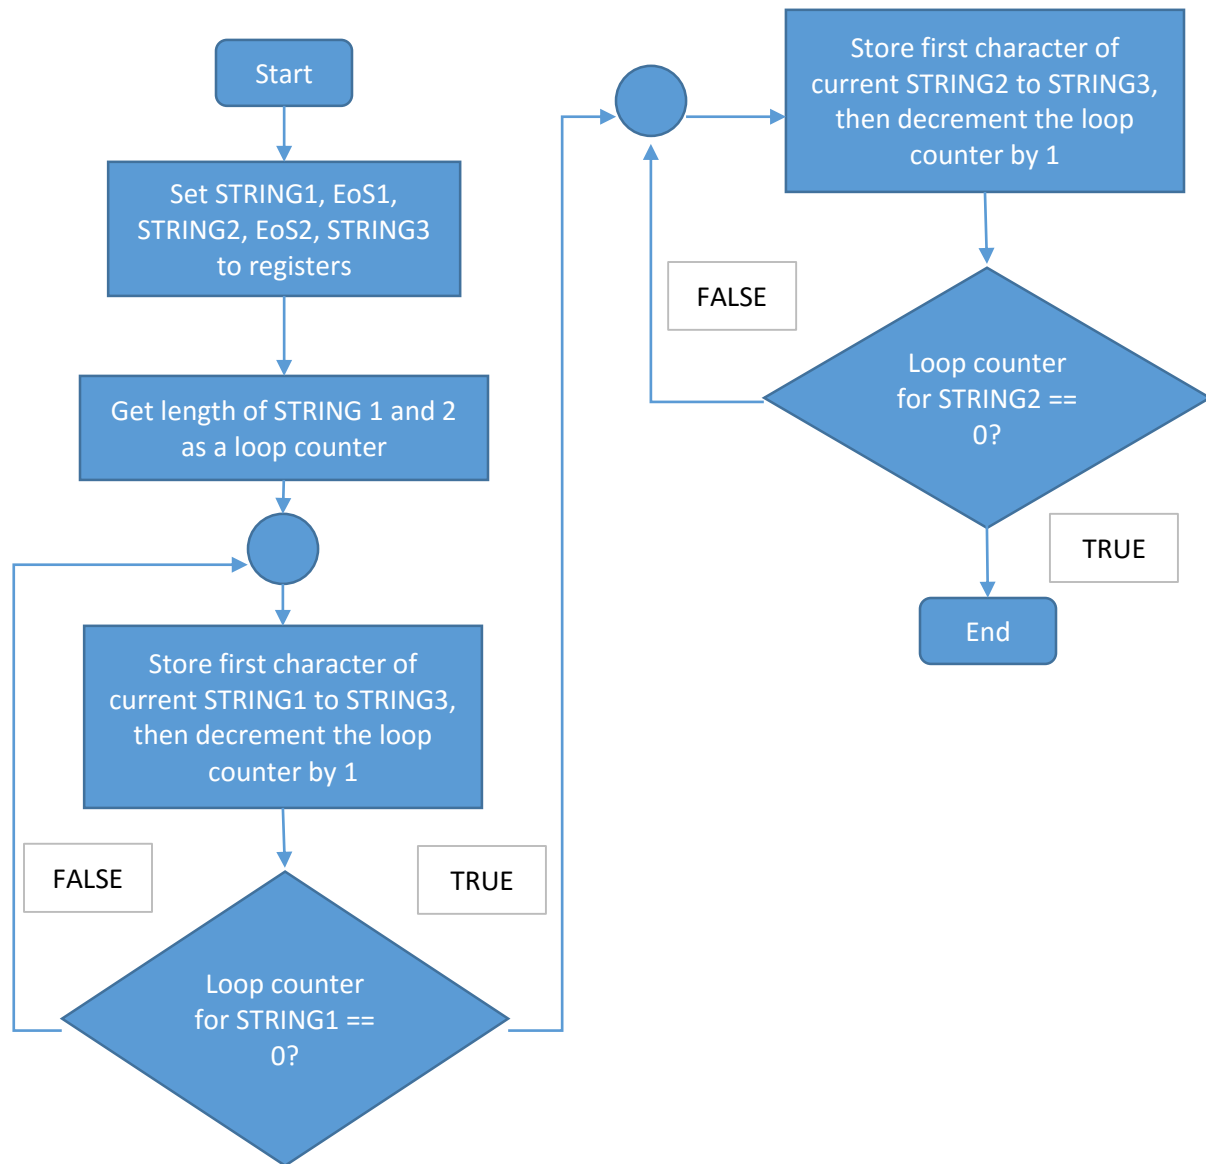 Start
Set STRING1, EoS1,
STRING2, EoS2, STRING3
to registers
Get length of STRING 1 and 2
as a loop counter
Store first character of
current STRING1 to STRING3,
then decrement the loop
counter by 1
FALSE
TRUE
Loop counter
for STRING1 ==
0?
Store first character of
current STRING2 to STRING3,
then decrement the loop
counter by 1
FALSE
Loop counter
for STRING2 ==
0?
TRUE
End